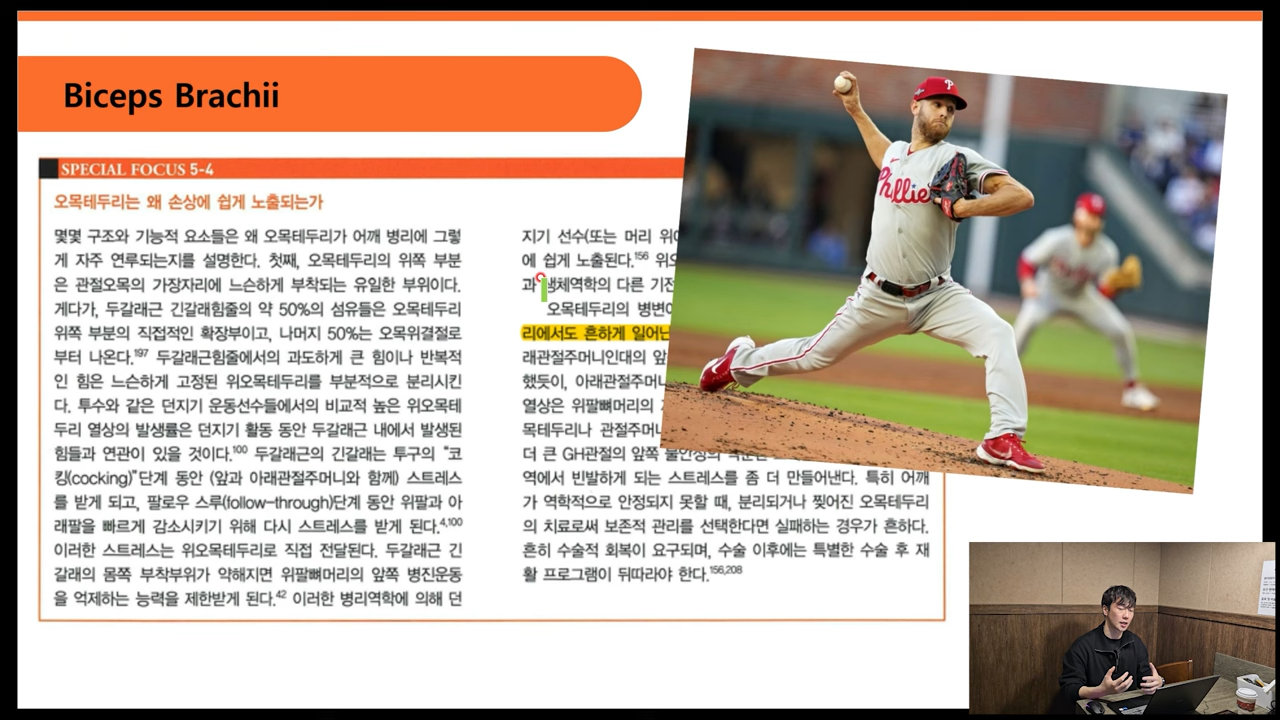 Biceps Brachii
SPECIAL FOCUS 5-4
오목테두리는 왜 손상에 쉽게 노출되는가
몇몇 구조와 기능적 요소들은 왜 오목테두리가 어깨 병리에 그렇
게 자주 연루되는지를 설명한다. 첫째, 오목테두리의 위쪽 부분
은 관절오목의 가장자리에 느슨하게 부착되는 유일한 부위이다.
게다가, 두갈래근 긴갈래힘줄의 약 50%의 섬유들은 오목테두리
위쪽 부분의 직접적인 확장부이고, 나머지 50%는 오목위결절로
부터 나온다.197 두갈래근힘줄에서의 과도하게 큰 힘이나 반복적
인 힘은 느슨하게 고정된 위오목테두리를 부분적으로 분리시킨
다. 투수와 같은 던지기 운동선수들에서의 비교적 높은 위오목테
두리 열상의 발생률은 던지기 활동 동안 두갈래근 내에서 발생된
힘들과 연관이 있을 것이다.100 두갈래근의 긴갈래는 투구의 “코
킹(cocking)”단계 동안 (앞과 아래관절주머니와 함께) 스트레스
를 받게 되고, 팔로우 스루(follow-through)단계 동안 위팔과 아
래팔을 빠르게 감소시키기 위해 다시 스트레스를 받게 된다.4,100
이러한 스트레스는 위오목테두리로 직접 전달된다. 두갈래근 긴
갈래의 몸쪽 부착부위가 약해지면 위팔뼈머리의 앞쪽 병진운동
을 억제하는 능력을 제한받게 된다.42 이러한 병리역학에 의해 던
지기 선수(또는 머리
에 쉽게 노출된다.156
과 생체역학의 다른
오목테두리의
리에서도 흔하게
래관절주머니인대의
했듯이,
열상은 위팔뼈머리의
목테두리나
더 큰 GH관절의 앞쪽
역에서 빈발하게 되는 스트레스를 좀 더 만들어낸다. 특히 어깨
가 역학적으로 안정되지 못할 때, 분리되거나 찢어진 오목테두리
의 치료로써 보존적 관리를 선택한다면 실패하는 경우가 흔하다.
흔히 수술적 회복이 요구되며, 수술 이후에는 특별한 수술 후 재
활 프로그램이 뒤따라야 한다.156,208
P
Phillies